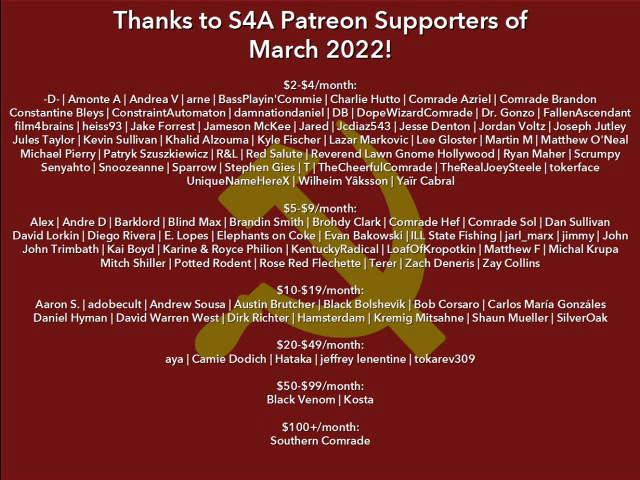 Thanks to S4A Patreon Supporters of
March 2022!
$2-$4/month:
-D- | Amonte A | Andrea V | arne | BassPlayin'Commie | Charlie Hutto | Comrade Azriel | Comrade Brandon
Constantine Bleys | ConstraintAutomaton | damnationdaniel | DB | DopeWizardComrade | Dr. Gonzo | FallenAscendant
film4brains | heiss93 | Jake Forrest | Jameson McKee | Jared | Jcdiaz543 | Jesse Denton | Jordan Voltz | Joseph Jutley
Jules Taylor | Kevin Sullivan | Khalid Alzouma | Kyle Fischer | Lazar Markovic | Lee Gloster | Martin M | Matthew O'Neal
Michael Pierry | Patryk Szuszkiewicz | R&L | Red Salute | Reverend Lawn Gnome Hollywood | Ryan Maher | Scrumpy
Senyahto | Snoozeanne | Sparrow | Stephen Gies | T | TheCheerfulComrade | TheRealJoeySteele | tokerface
UniqueNameHereX | Wilheim Yâksson | Yaïr Cabral
$5-$9/month:
Alex | Andre D | Barklord | Blind Max | Brandin Smith | Brohdy Clark | Comrade Hef | Comrade Sol | Dan Sullivan
David Lorkin | Diego Rivera | E. Lopes | Elephants on Coke | Evan Bakowski | ILL State Fishing | jarl_marx | jimmy | John
John Trimbath | Kai Boyd | Karine & Royce Philion | KentuckyRadical | LoafOfKropotkin | Matthew F | Michal Krupa
Mitch Shiller | Potted Rodent | Rose Red Flechette | Terer | Zach Deneris | Zay Collins
$10-$19/month:
Aaron S. | adobecult | Andrew Sousa | Austin Brutcher | Black Bolshevik | Bob Corsaro | Carlos María Gonzáles
Daniel Hyman | David Warren West | Dirk Richter | Hamsterdam | Kremig Mitsahne | Shaun Mueller | SilverOak
$20-$49/month:
aya | Camie Dodich | Hataka | jeffrey lenentine | tokarev309
$50-$99/month:
Black Venom | Kosta
$100+/month:
Southern Comrade